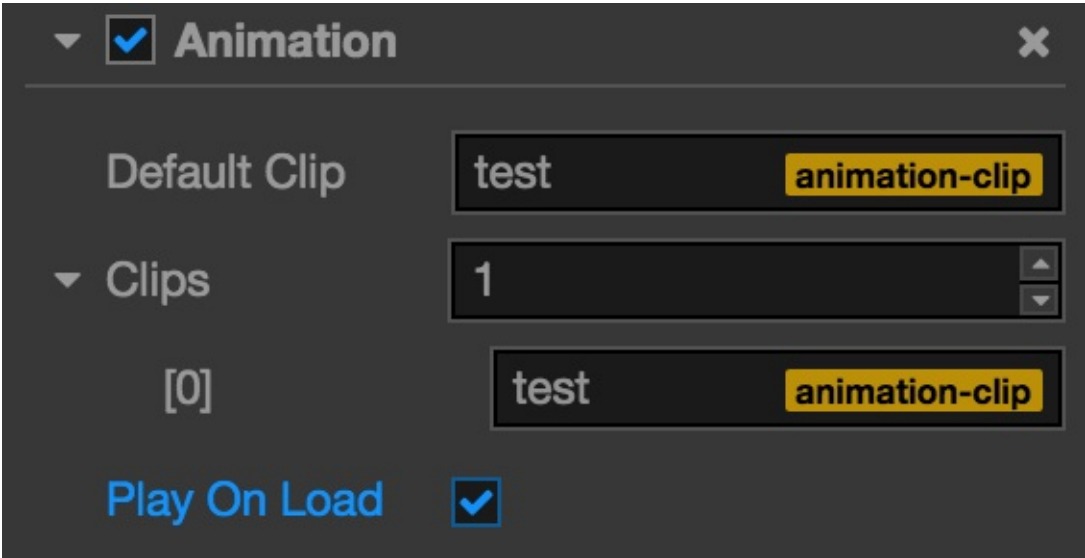 Animation
Default Clip test animation-clip
Clips 1
[0] test animation-clip
Play On Load